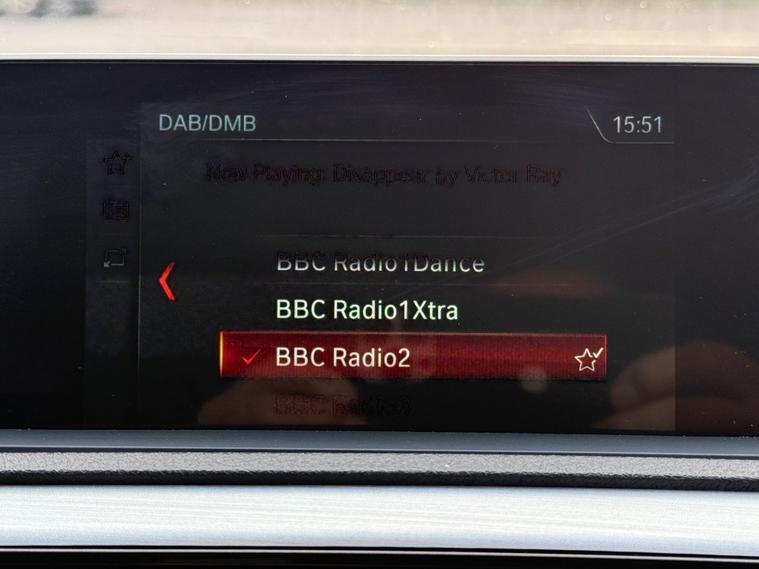 DAB/DMB
15:51
Now Playing: Disappear by Victor Ray
BBC Radio1Dance
BBC Radio1Xtra
BBC Radio2